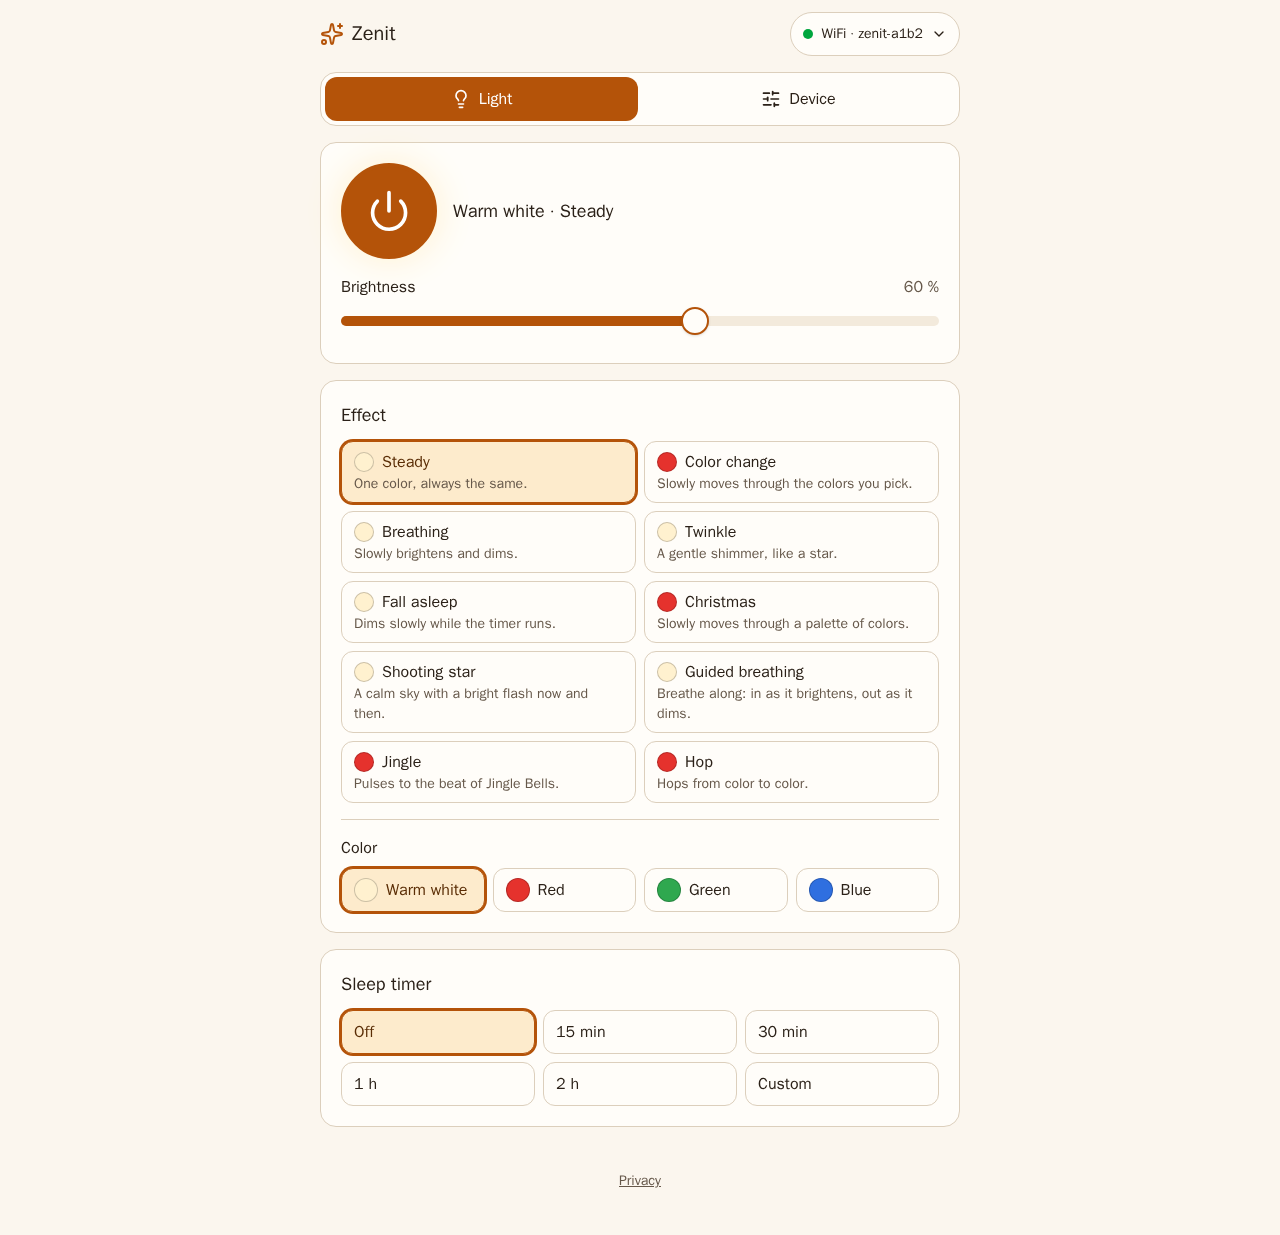 Zenit
WiFi · zenit-a1b2
Light
Device
Warm white · Steady
Brightness
60 %
Effect
Steady
One color, always the same.
Color change
Slowly moves through the colors you pick.
Breathing
Slowly brightens and dims.
Twinkle
A gentle shimmer, like a star.
Fall asleep
Dims slowly while the timer runs.
Christmas
Slowly moves through a palette of colors.
Shooting star
A calm sky with a bright flash now and
then.
Guided breathing
Breathe along: in as it brightens, out as it
dims.
Jingle
Pulses to the beat of Jingle Bells.
Hop
Hops from color to color.
Color
Warm white
Red
Green
Blue
Sleep timer
Off
15 min
30 min
1 h
2 h
Custom
Privacy